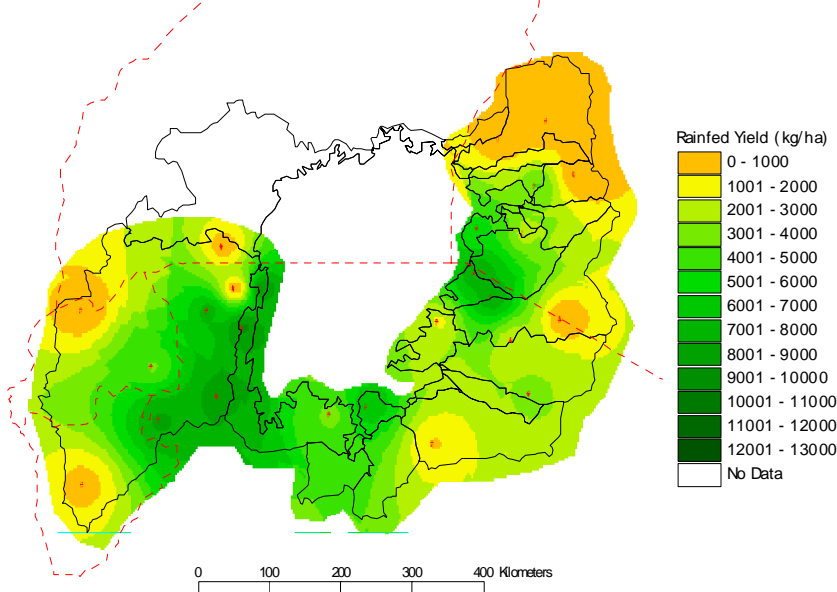 Rainfed Yield (kg/ha)
0 - 1000
1001 - 2000
2001 - 3000
3001 - 4000
4001 - 5000
5001 - 6000
6001 - 7000
7001 - 8000
8001 - 9000
9001 - 10000
10001 - 11000
11001 - 12000
12001 - 13000
No Data
0 100 200 300 400 Kilometers